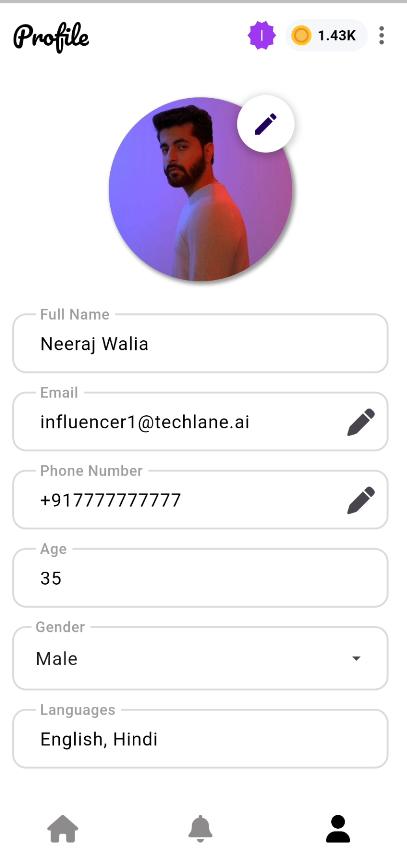 Profile
I
1.43K
Full Name
Neeraj Walia
Email
influencer1@techlane.ai
Phone Number
+917777777777
Age
35
Gender
Male
Languages
English, Hindi